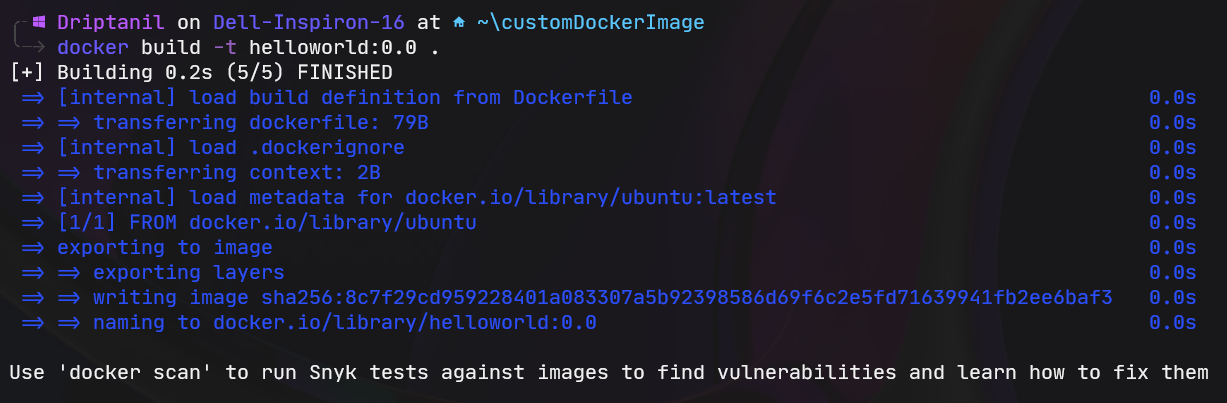 Driptanil on Dell-Inspiron-16 at ~\customDockerImage
docker build -t helloworld:0.0 .
[+] Building 0.2s (5/5) FINISHED
=> [internal] load build definition from Dockerfile 0.0s
=> => transferring dockerfile: 79B 0.0s
=> [internal] load .dockerignore 0.0s
=> => transferring context: 2B 0.0s
=> [internal] load metadata for docker.io/library/ubuntu:latest 0.0s
=> [1/1] FROM docker.io/library/ubuntu 0.0s
=> exporting to image 0.0s
=> => exporting layers 0.0s
=> => writing image sha256:8c7f29cd959228401a083307a5b92398586d69f6c2e5fd71639941fb2ee6baf3 0.0s
=> => naming to docker.io/library/helloworld:0.0 0.0s
Use 'docker scan' to run Snyk tests against images to find vulnerabilities and learn how to fix them